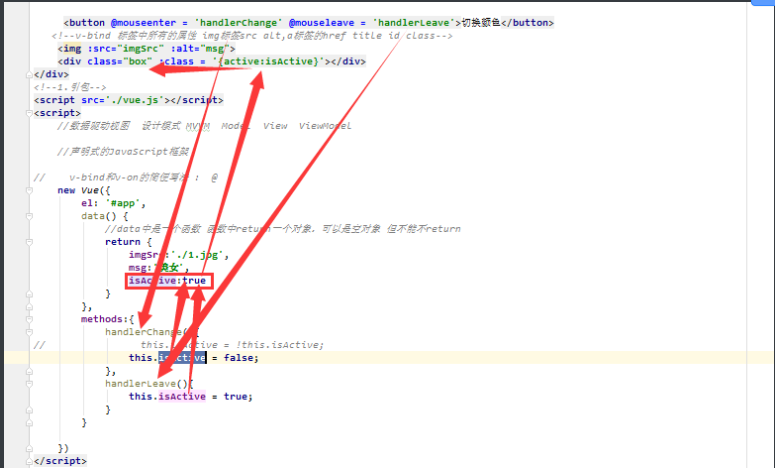 <button @mouseenter = 'handlerChange' @mouseleave = 'handlerLeave'>切换颜色</button>
<!--v-bind 标签中所有的属性 img标签src alt,a标签的href title id class-->
<img :src="imgSrc" :alt="msg">
<div class="box" :class = '{active:isActive}'></div>
</div>
<!--1.引包-->
<script src='./vue.js'></script>
<script>
//数据驱动视图 设计模式 MVVM Model View ViewModel
//声明式的JavaScript框架
// v-bind和v-on的简便写法 : @
new Vue({
el: '#app',
data() {
//data中是一个函数 函数中return一个对象，可以是空对象 但不能不return
return {
imgSrc:'./1.jpg',
msg:'美女',
isActive:true
}
},
methods:{
handlerChange(){
// this.isActive = !this.isActive;
this.isActive = false;
},
handlerLeave(){
this.isActive = true;
}
}
})
</script>